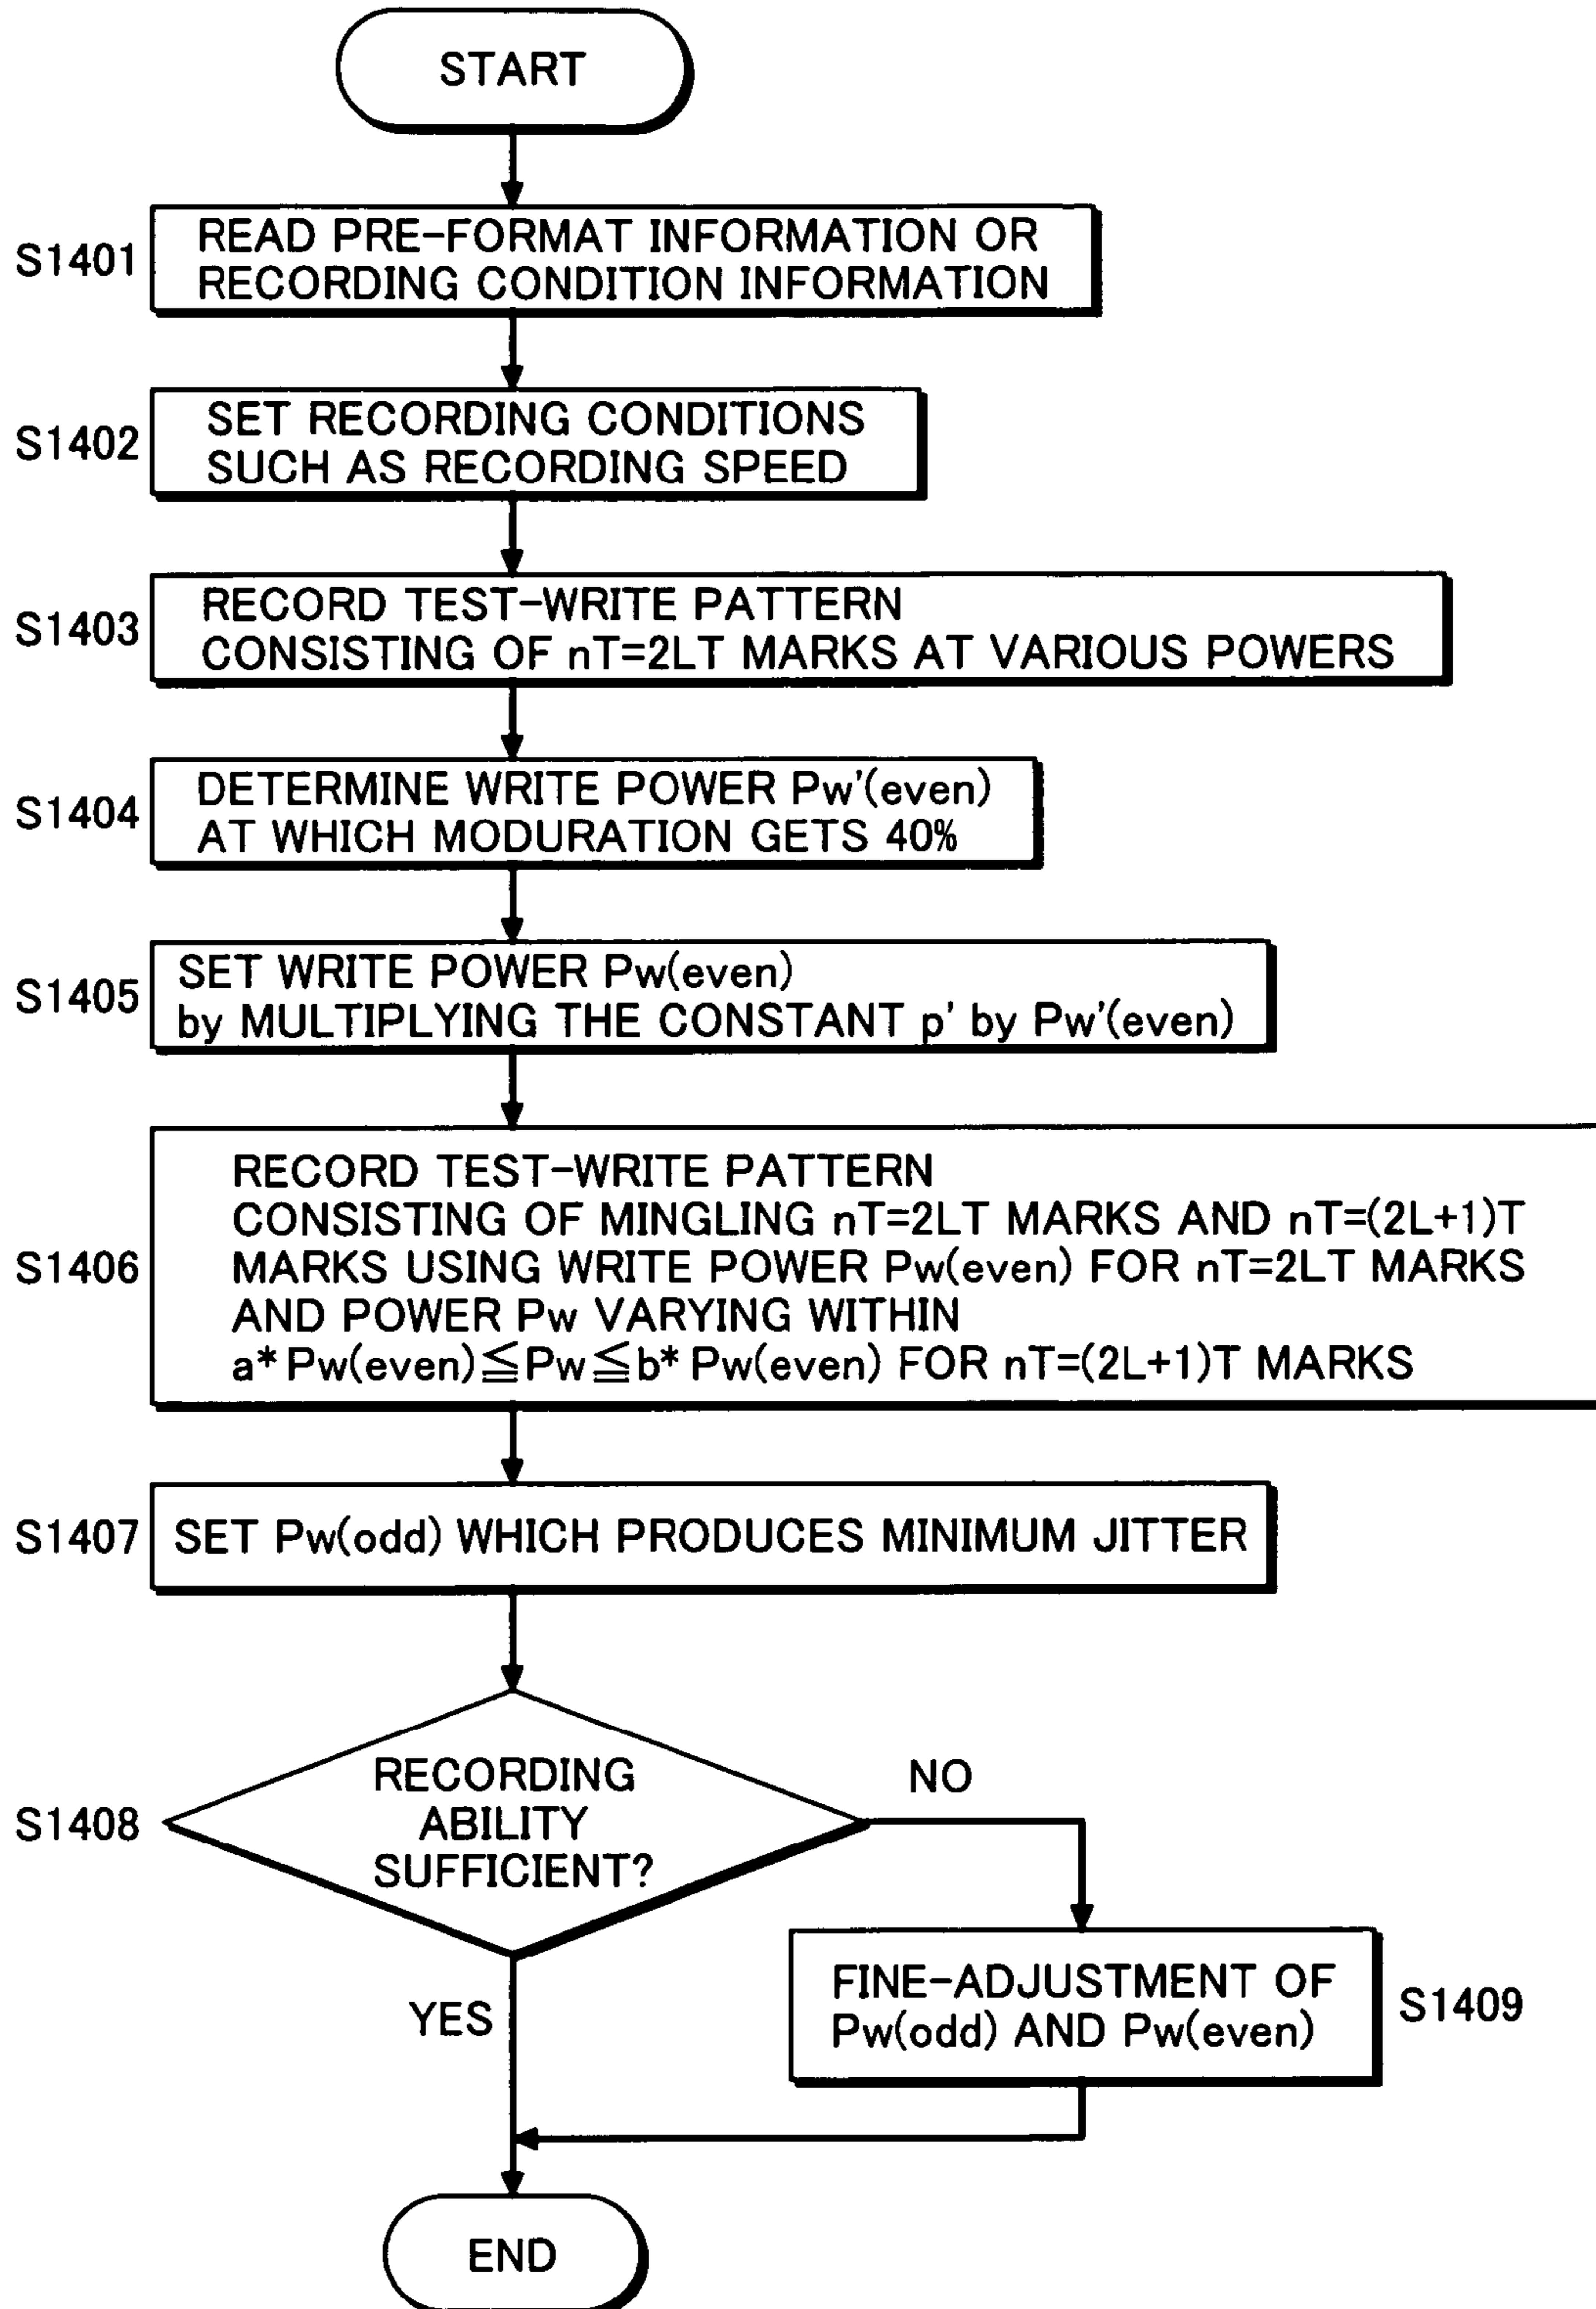 START
S1401
READ PRE-FORMAT INFORMATION OR
RECORDING CONDITION INFORMATION
S1402
SET RECORDING CONDITIONS
SUCH AS RECORDING SPEED
S1403
RECORD TEST-WRITE PATTERN
CONSISTING OF nT=2LT MARKS AT VARIOUS POWERS
S1404
DETERMINE WRITE POWER Pw'(even)
AT WHICH MODURATION GETS 40%
S1405
SET WRITE POWER Pw(even)
by MULTIPLYING THE CONSTANT p' by Pw'(even)
S1406
RECORD TEST-WRITE PATTERN
CONSISTING OF MINGLING nT=2LT MARKS AND nT=(2L+1)T
MARKS USING WRITE POWER Pw(even) FOR nT=2LT MARKS
AND POWER Pw VARYING WITHIN
a* Pw(even)≦Pw≦b* Pw(even) FOR nT=(2L+1)T MARKS
S1407
SET Pw(odd) WHICH PRODUCES MINIMUM JITTER
S1408
RECORDING
ABILITY
SUFFICIENT?
NO
YES
FINE-ADJUSTMENT OF
Pw(odd) AND Pw(even)
S1409
END